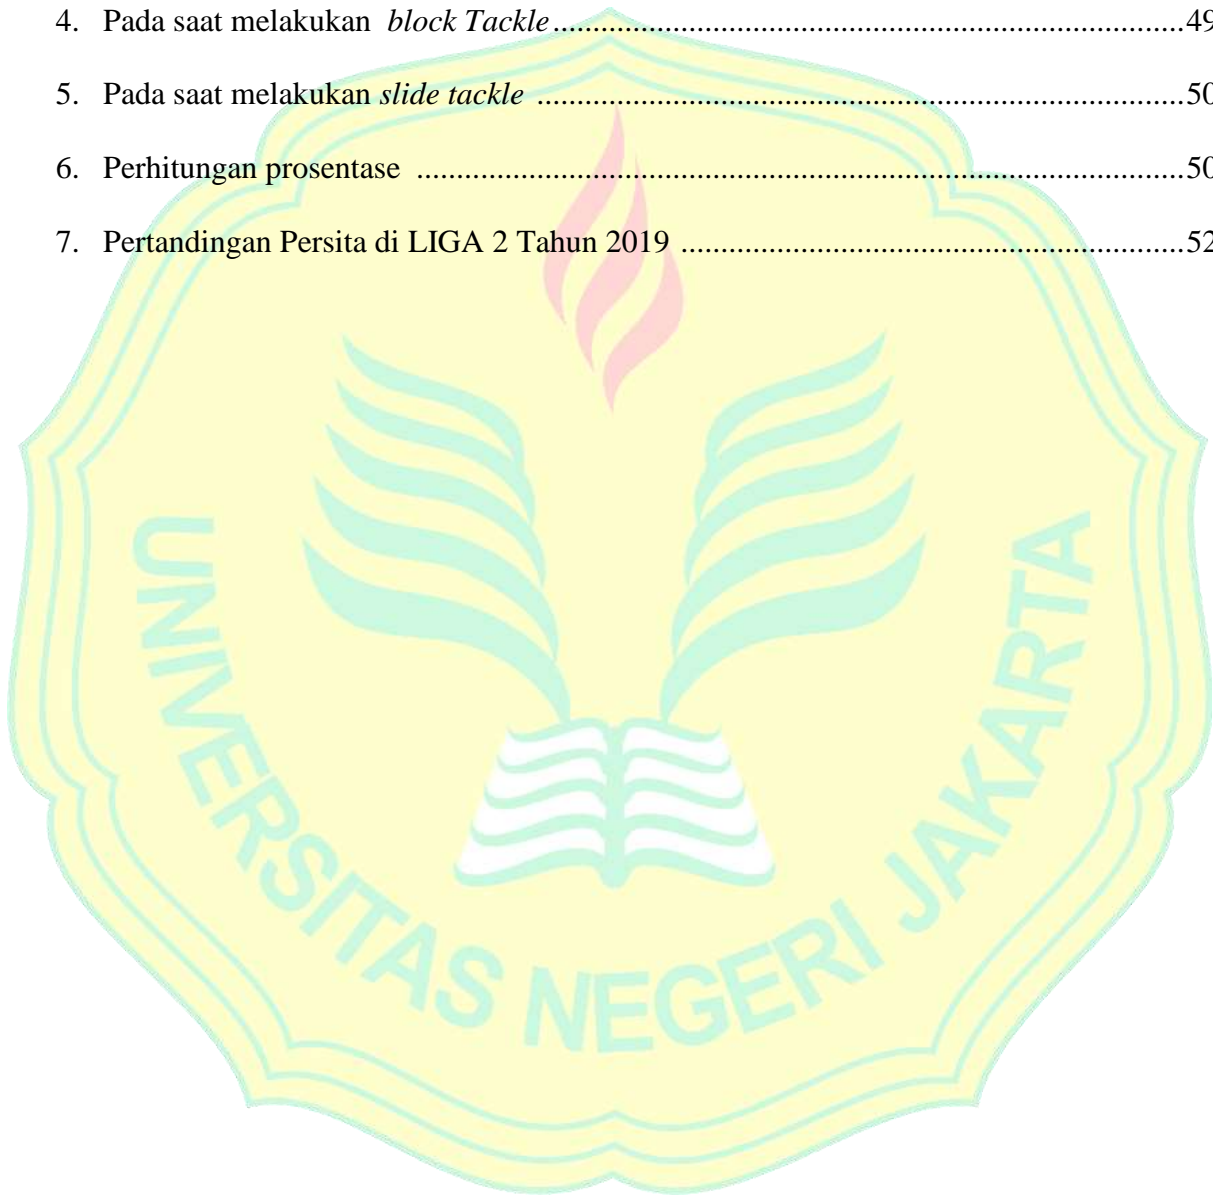 4. Pada saat melakukan block Tackle.....................................................................................49
5. Pada saat melakukan slide tackle .......................................................................................50
6. Perhitungan prosentase ......................................................................................................50
7. Pertandingan Persita di LIGA 2 Tahun 2019 ....................................................................52
UNIVERSITAS NEGERI JAKARTA